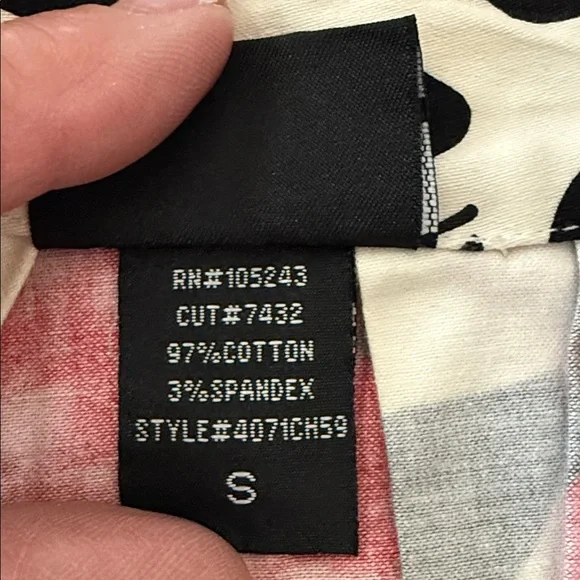 RN#105243
CUT#7432
97%COTTON
3%SPANDEX
STYLE#4071CH59
S